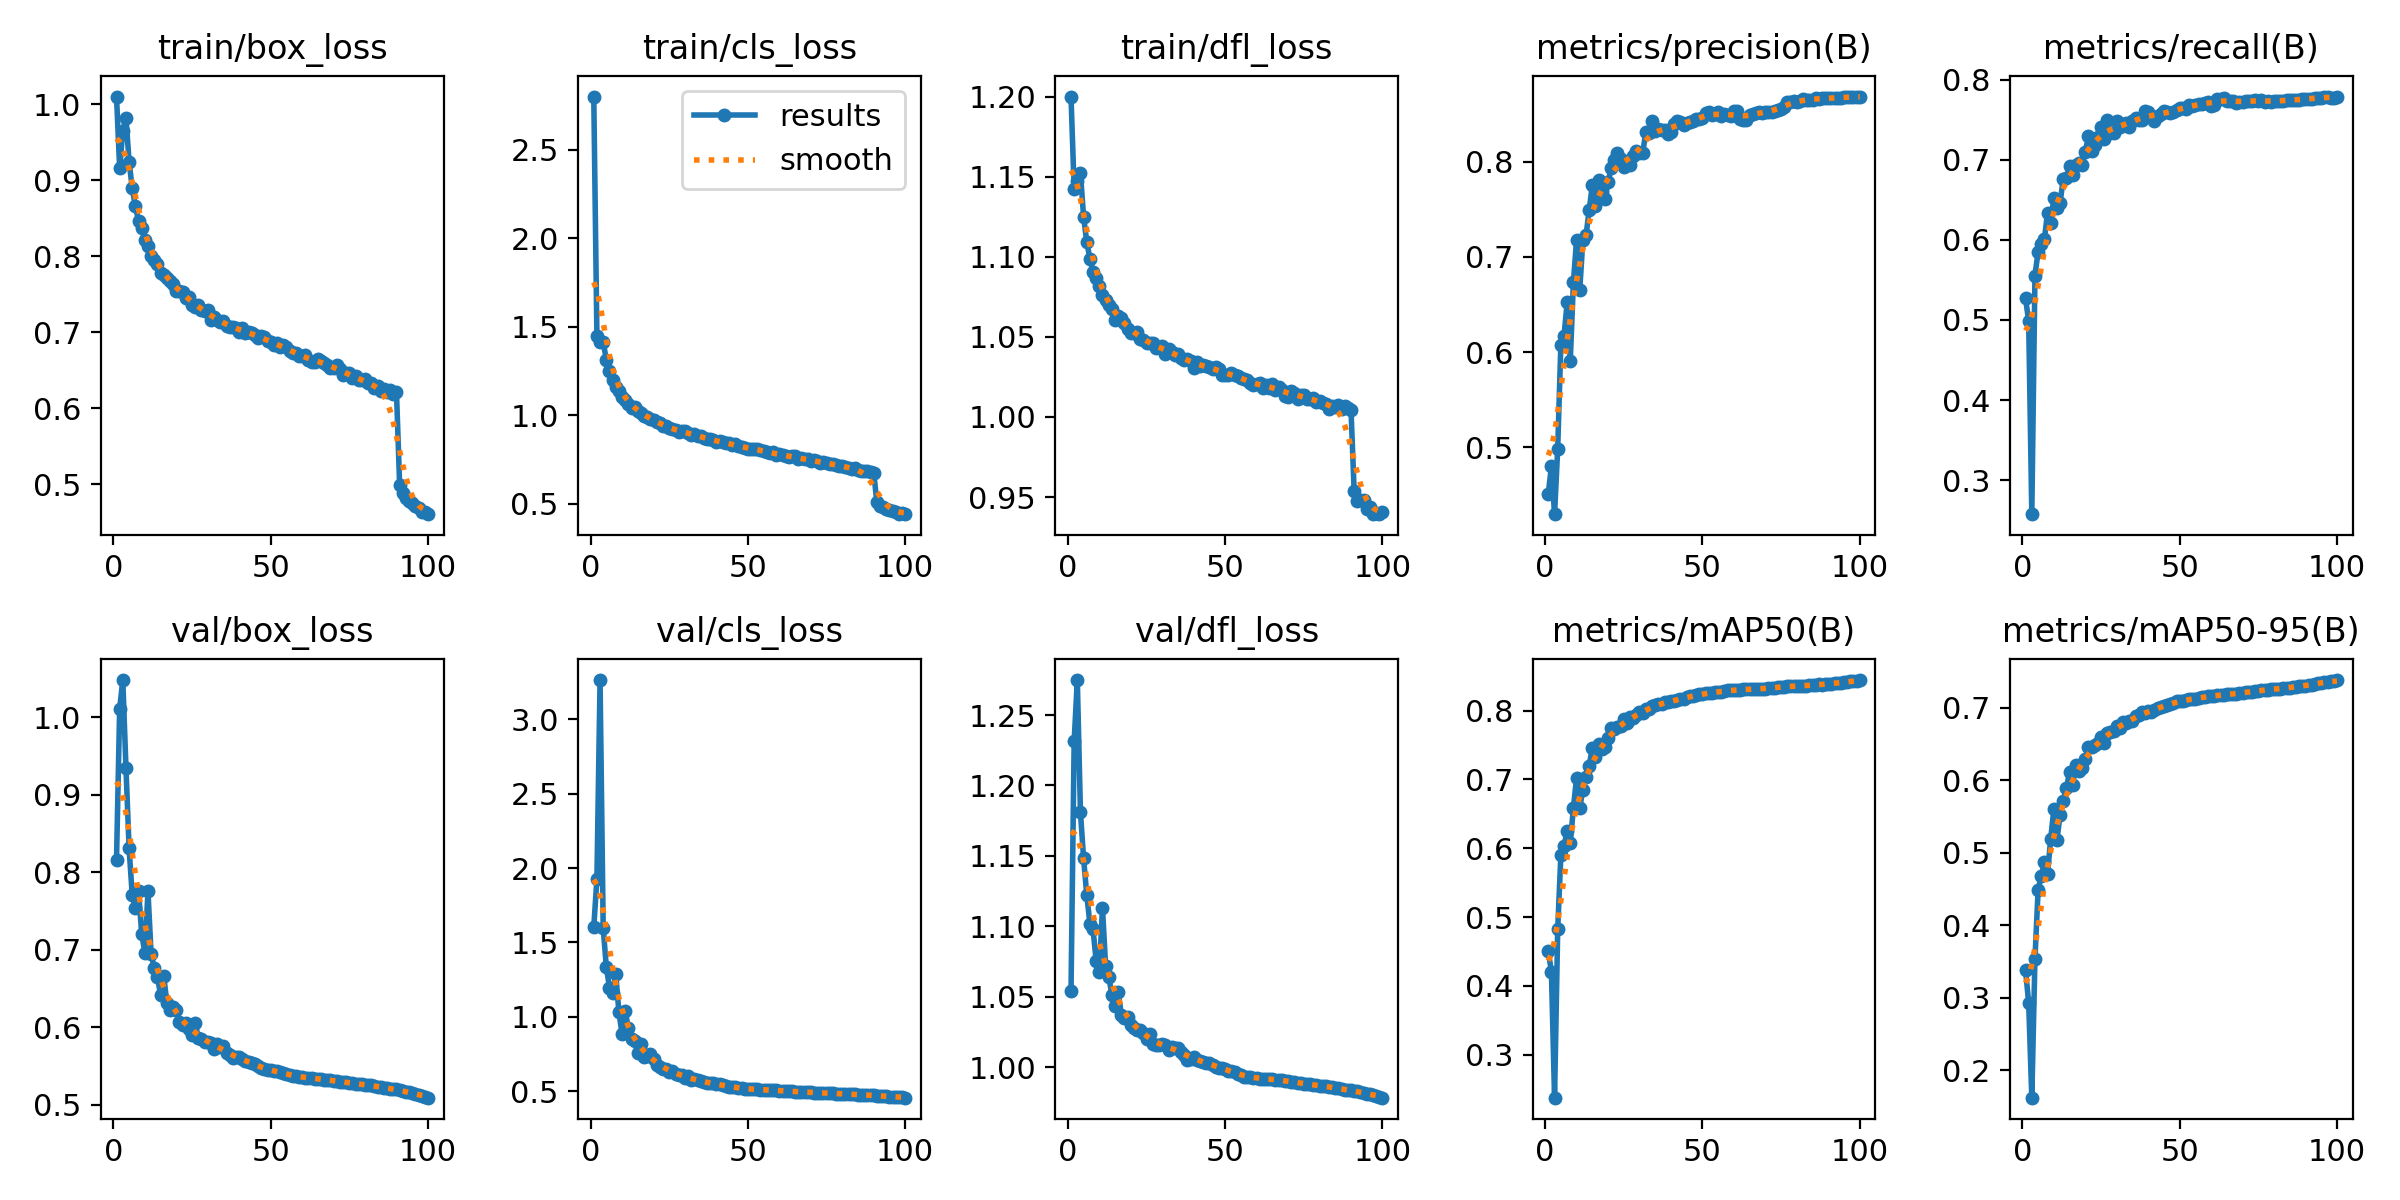 train/box_loss
train/cls_loss
train/dfl_loss
metrics/precision(B)
metrics/recall(B)
1.0
0.9
0.8
0.7
0.6
0.5
0 50 100
results
smooth
2.5
2.0
1.5
1.0
0.5
0 50 100
1.20
1.15
1.10
1.05
1.00
0.95
0 50 100
0.8
0.7
0.6
0.5
0 50 100
0.8
0.7
0.6
0.5
0.4
0.3
0 50 100
val/box_loss
val/cls_loss
val/dfl_loss
metrics/mAP50(B)
metrics/mAP50-95(B)
1.0
0.9
0.8
0.7
0.6
0.5
0 50 100
3.0
2.5
2.0
1.5
1.0
0.5
0 50 100
1.25
1.20
1.15
1.10
1.05
1.00
0 50 100
0.8
0.7
0.6
0.5
0.4
0.3
0 50 100
0.7
0.6
0.5
0.4
0.3
0.2
0 50 100